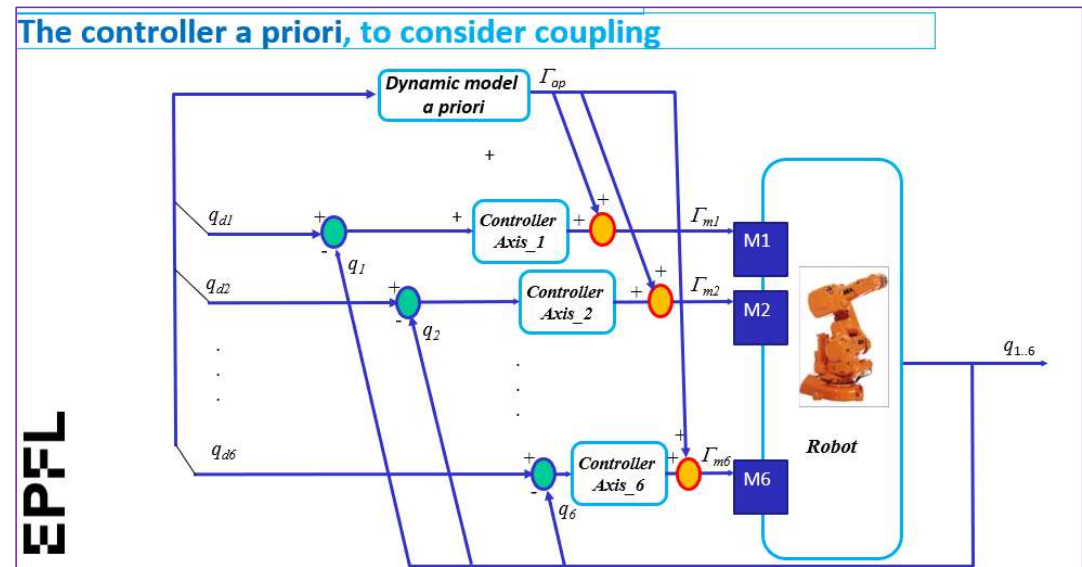 The controller a priori, to consider coupling
Dynamic model
a priori
Γap
+
+
qd1
+
-
+
Controller
Axis_1
+
Γm1
M1
q1
+
qd2
+
-
Controller
Axis_2
+
Γm2
M2
q2
.
.
.
.
.
.
q1..6
Robot
+
qd6
+
-
Controller
Axis_6
+
Γm6
M6
q6
EPFL